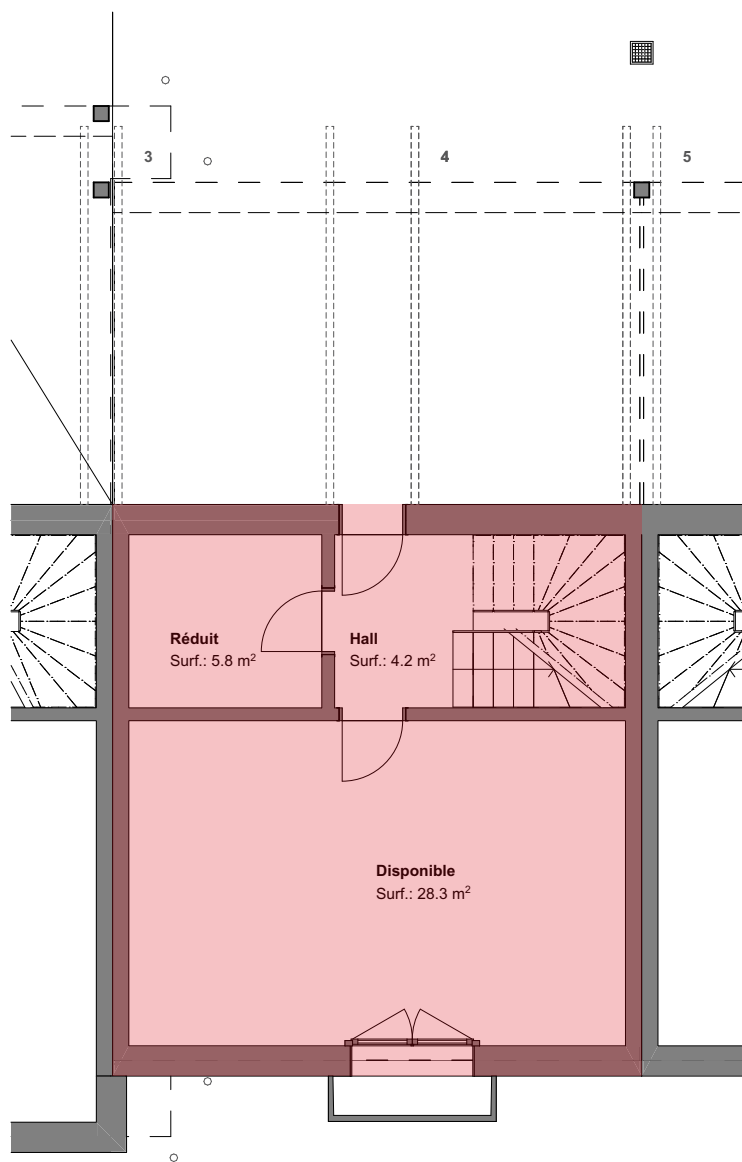 3
4
5
Réduit
Surf.: 5.8 m²
Hall
Surf.: 4.2 m²
Disponible
Surf.: 28.3 m²